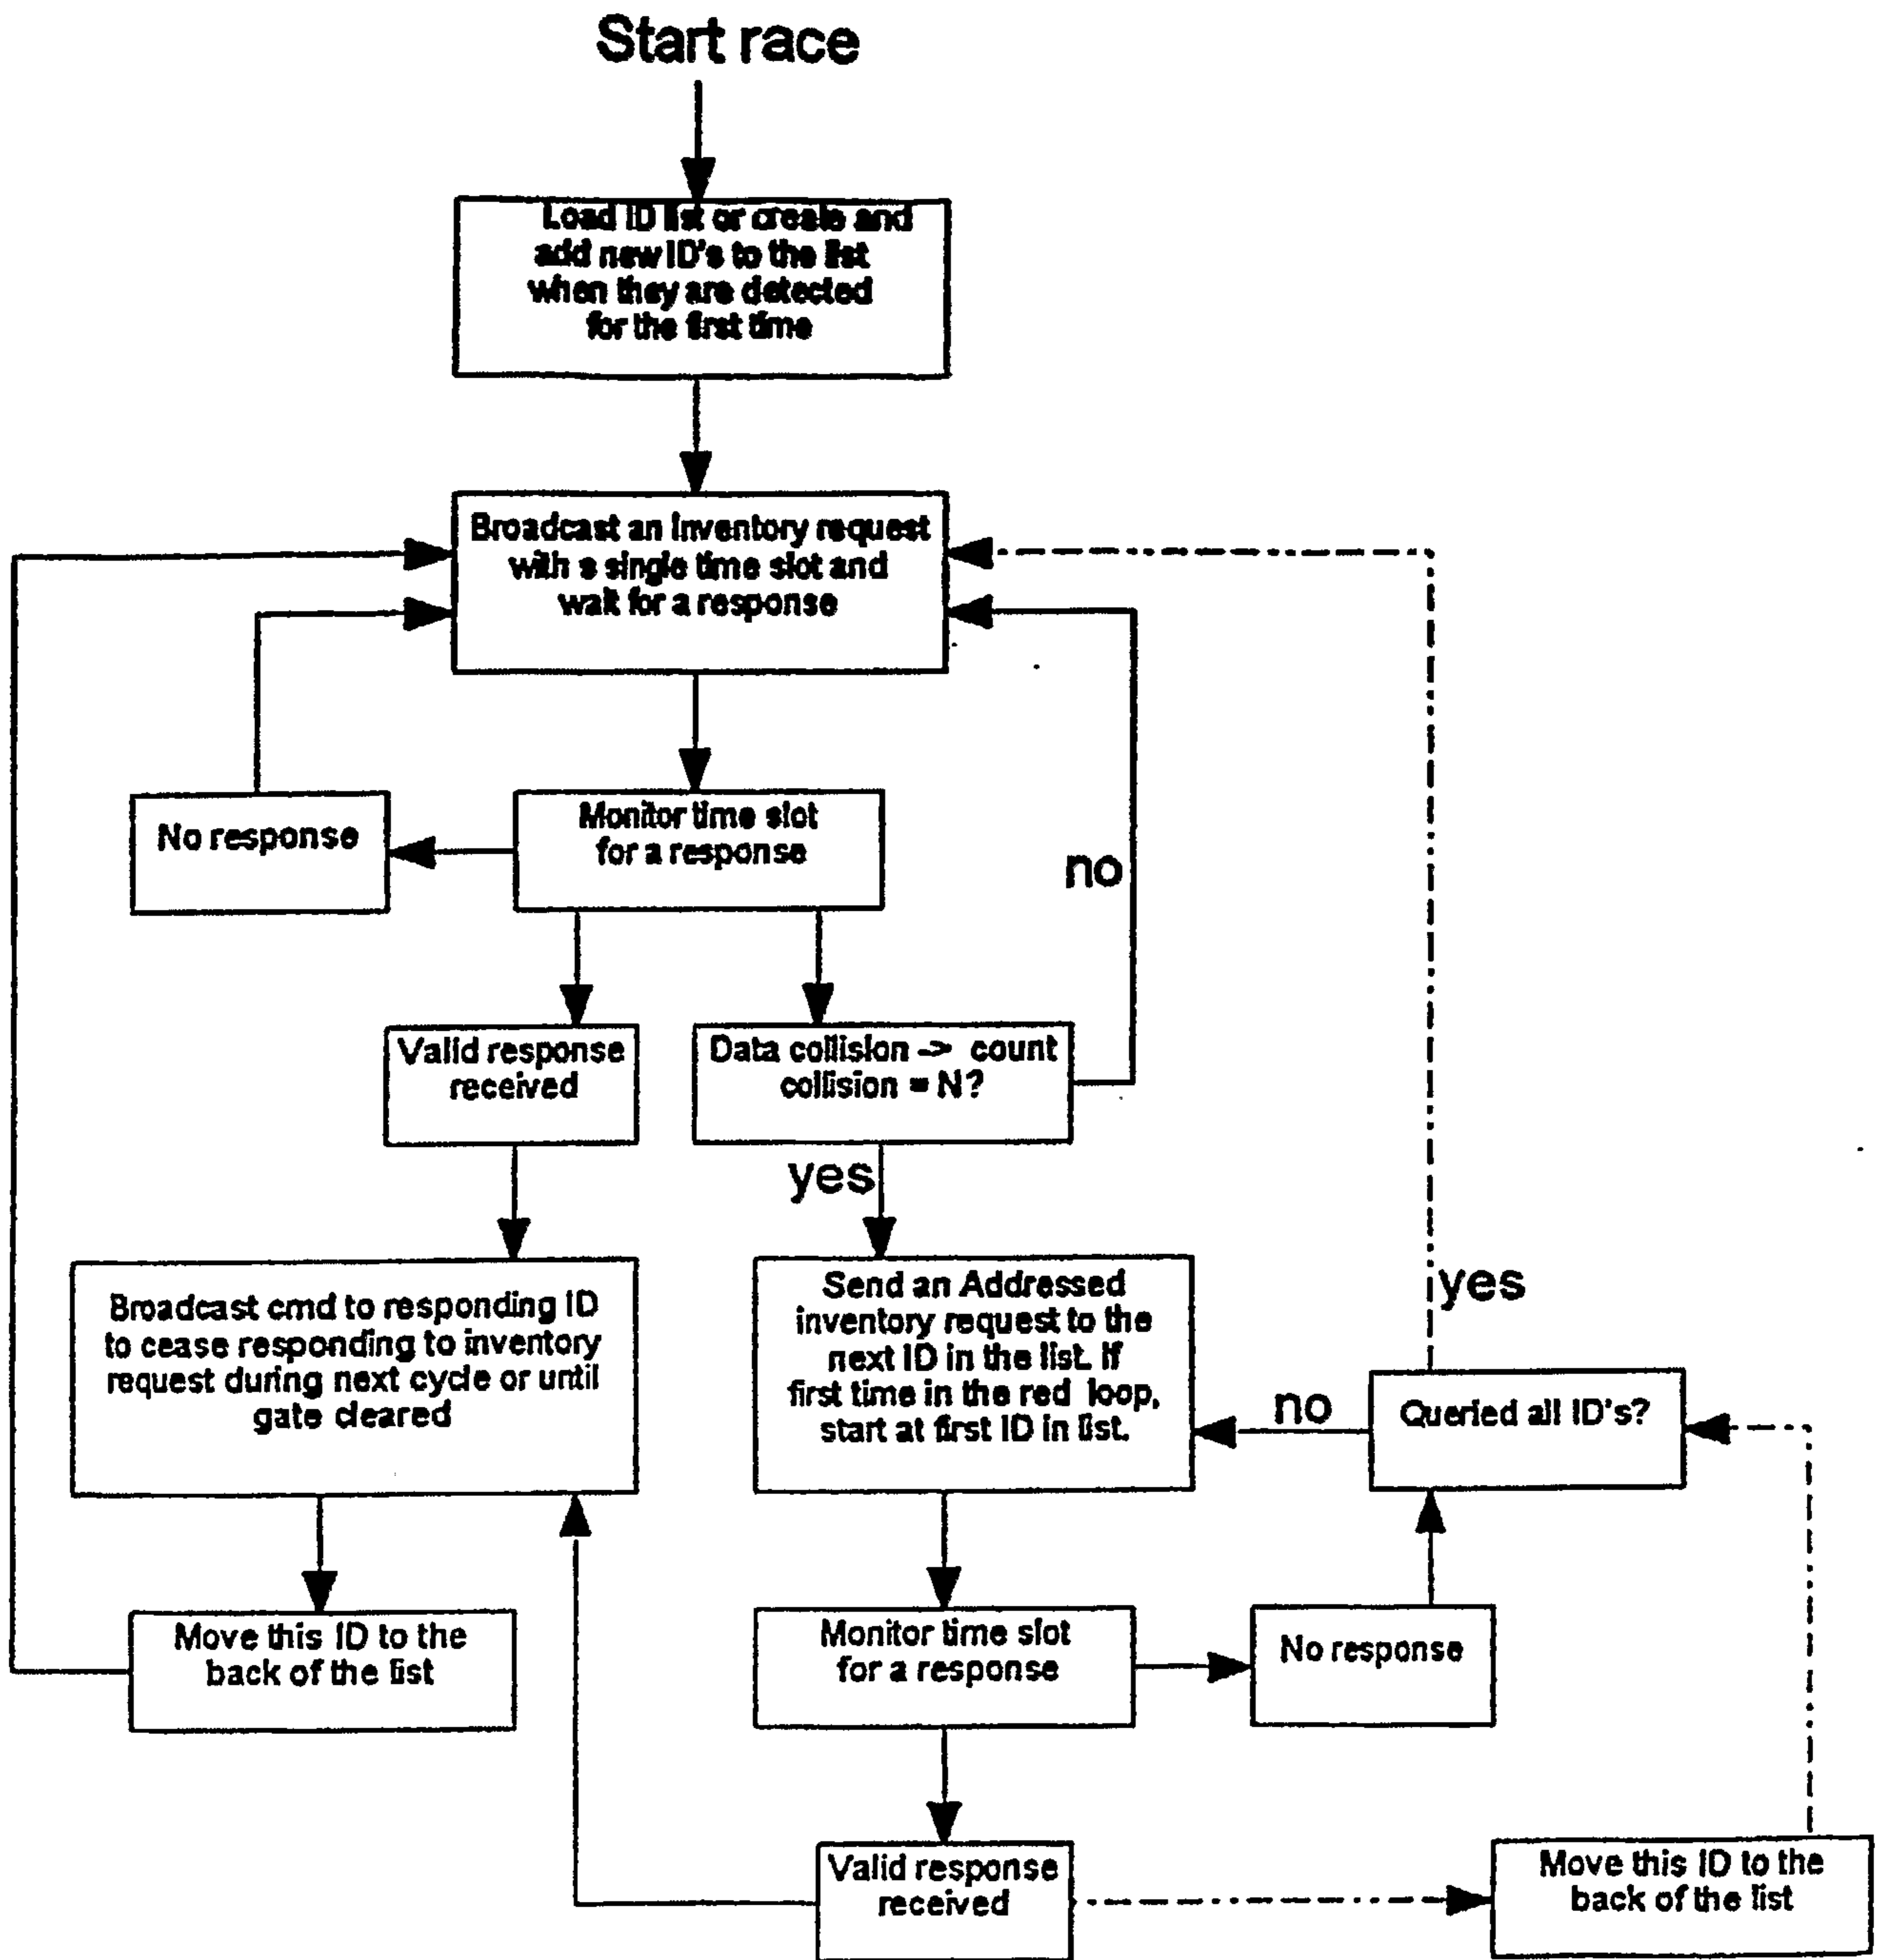 Start race
Load ID list or create and
add new ID's to the list
when they are detected
for the first time
Broadcast an inventory request
with a single time slot and
wait for a response
No response
Monitor time slot
for a response
no
Valid response
received
Data collision -> count
collision = N?
yes
Broadcast cmd to responding ID
to cease responding to inventory
request during next cycle or until
gate cleared
Send an Addressed
inventory request to the
next ID in the list. If
first time in the red loop,
start at first ID in list.
no
yes
Queried all ID's?
Move this ID to the
back of the list
Monitor time slot
for a response
No response
Valid response
received
Move this ID to the
back of the list